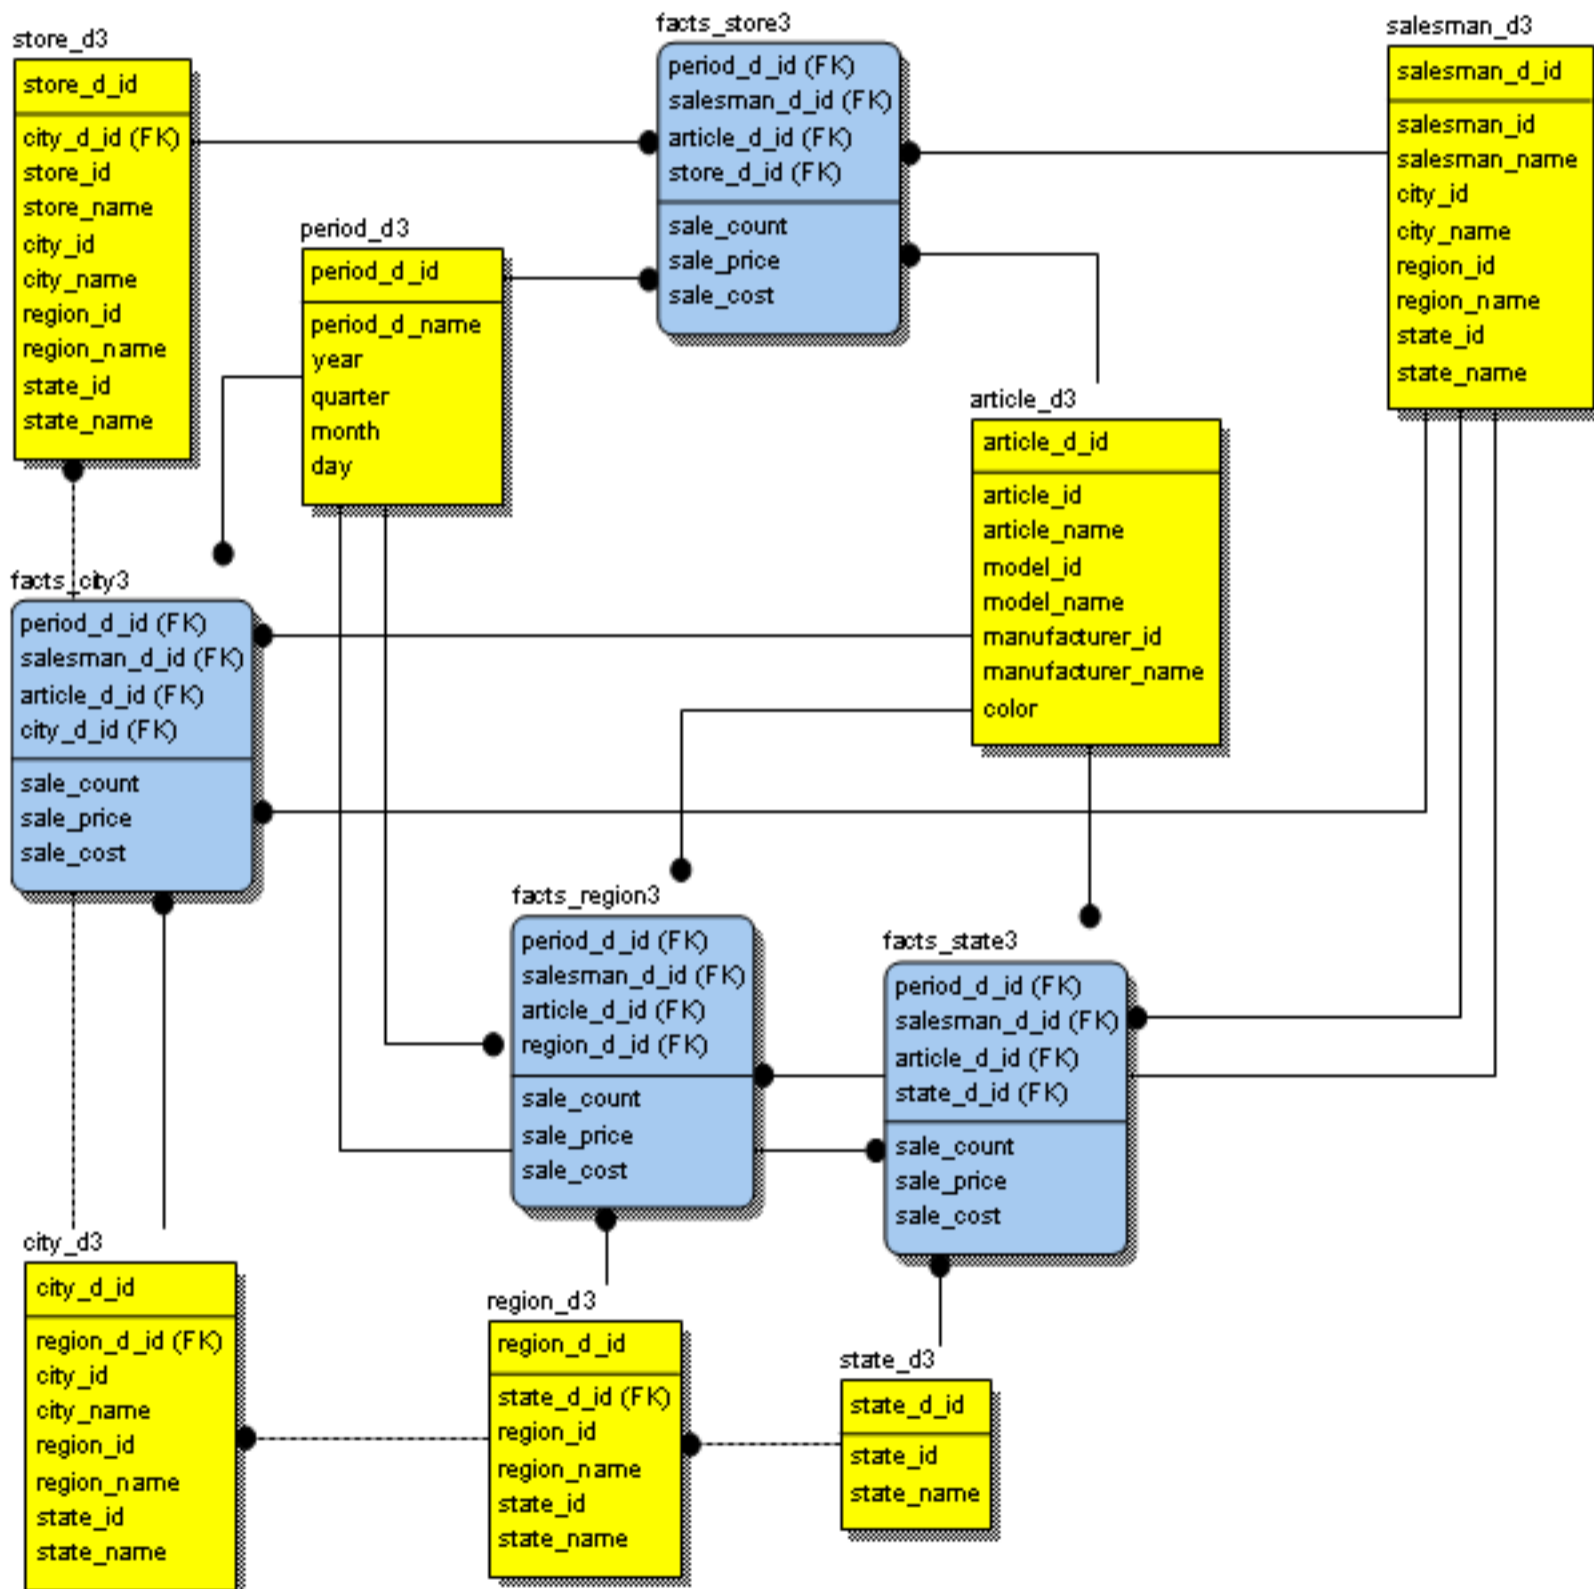 store_d3
store_d_id
city_d_id (FK)
store_id
store_name
city_id
city_name
region_id
region_name
state_id
state_name
facts_store3
period_d_id (FK)
salesman_d_id (FK)
article_d_id (FK)
store_d_id (FK)
sale_count
sale_price
sale_cost
salesman_d3
salesman_d_id
salesman_id
salesman_name
city_id
city_name
region_id
region_name
state_id
state_name
period_d3
period_d_id
period_d_name
year
quarter
month
day
article_d3
article_d_id
article_id
article_name
model_id
model_name
manufacturer_id
manufacturer_name
color
facts_city3
period_d_id (FK)
salesman_d_id (FK)
article_d_id (FK)
city_d_id (FK)
sale_count
sale_price
sale_cost
facts_region3
period_d_id (FK)
salesman_d_id (FK)
article_d_id (FK)
region_d_id (FK)
sale_count
sale_price
sale_cost
facts_state3
period_d_id (FK)
salesman_d_id (FK)
article_d_id (FK)
state_d_id (FK)
sale_count
sale_price
sale_cost
city_d3
city_d_id
region_d_id (FK)
city_id
city_name
region_id
region_name
state_id
state_name
region_d3
region_d_id
state_d_id (FK)
region_id
region_name
state_id
state_name
state_d3
state_d_id
state_id
state_name